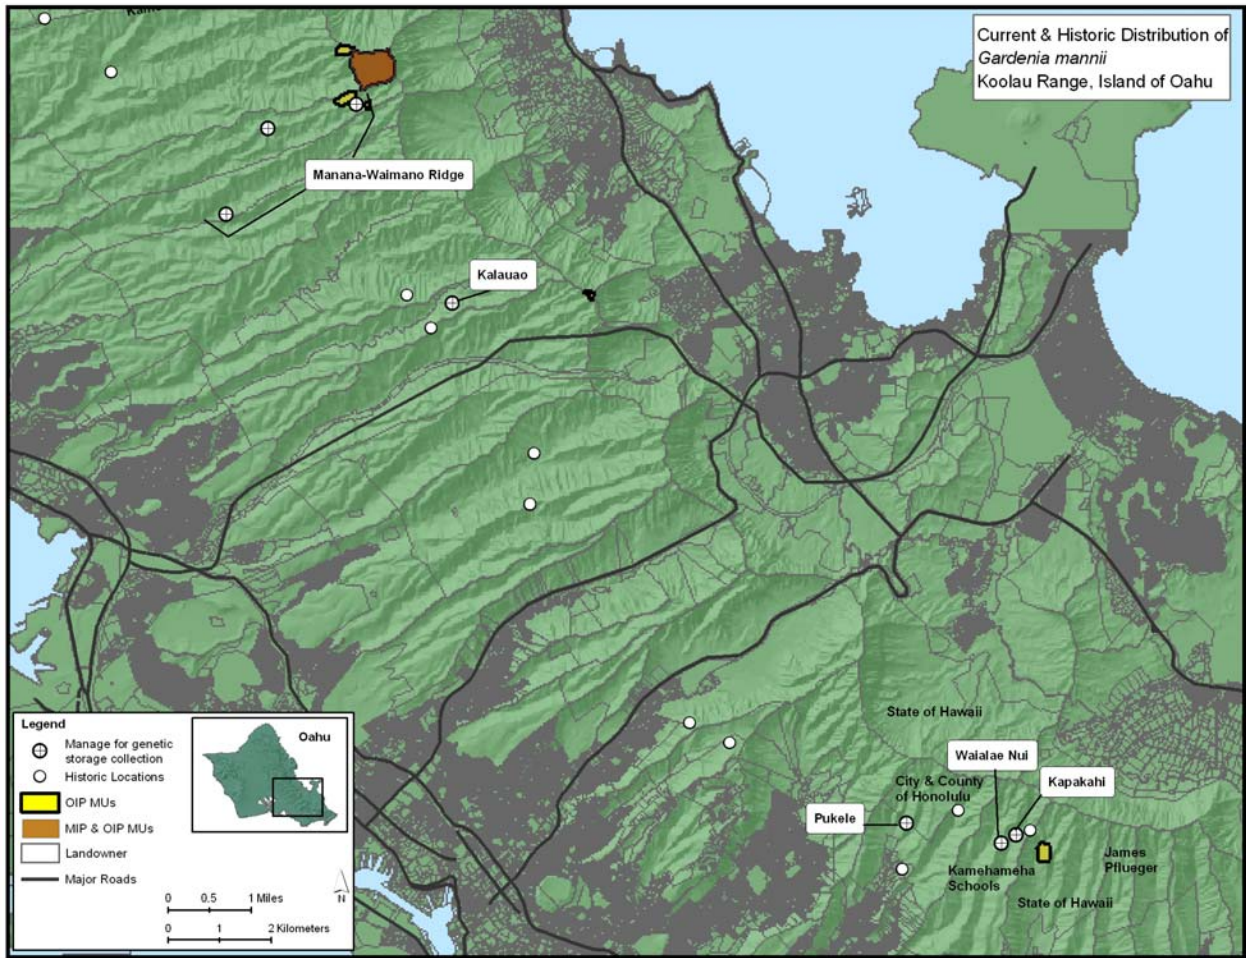 Current & Historic Distribution of
Gardenia mannii
Koolau Range, Island of Oahu
Manana-Waimano Ridge
Kalauao
State of Hawaii
Waialae Nui
Kapakahi
City & County
of Honolulu
Pukele
James
Pflueger
Kamehameha
Schools
State of Hawaii
Legend
Manage for genetic
storage collection
Historic Locations
OIP MUs
MIP & OIP MUs
Landowner
Major Roads
Oahu
0 0.5 1 Miles
0 1 2 Kilometers
N